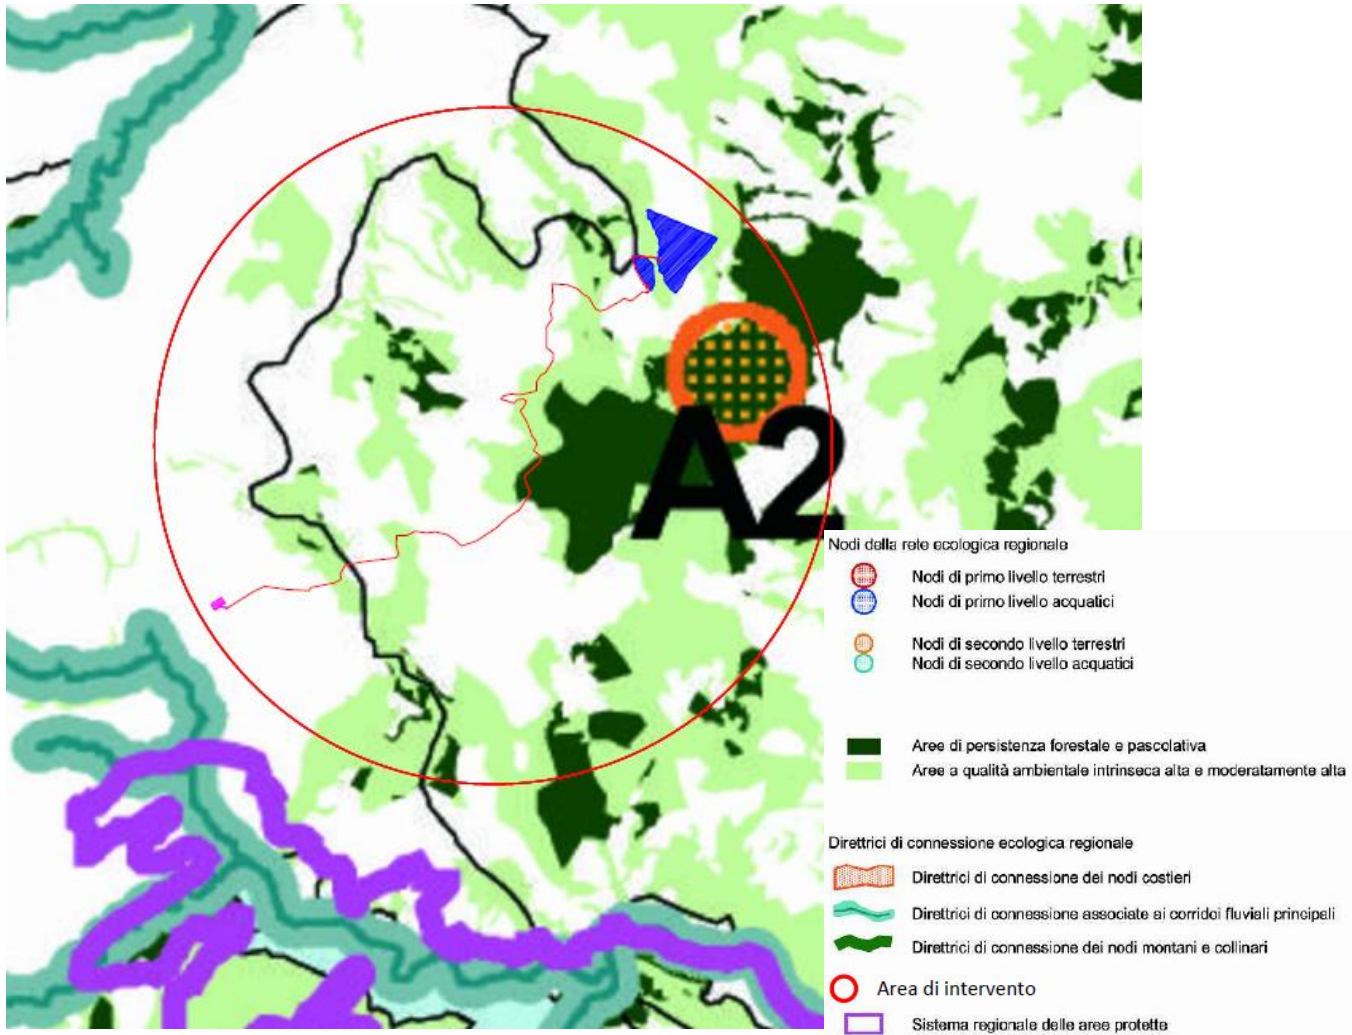 A2
Nodi della rete ecologica regionale
Nodi di primo livello terrestri
Nodi di primo livello acquatici
Nodi di secondo livello terrestri
Nodi di secondo livello acquatici
Aree di persistenza forestale e pascolativa
Aree a qualità ambientale intrinseca alta e moderatamente alta
Direttrici di connessione ecologica regionale
Direttrici di connessione dei nodi costieri
Direttrici di connessione associate ai corridoi fluviali principali
Direttrici di connessione dei nodi montani e collinari
Area di intervento
Sistema regionale delle aree protette